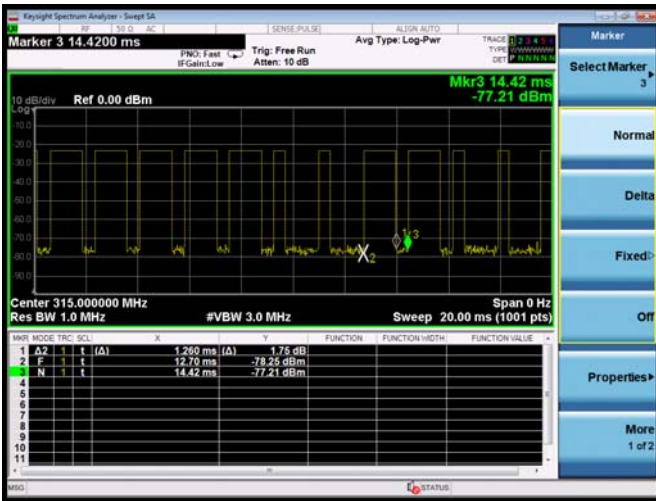 Keysight Spectrum Analyzer - Swept SA
RF 50 Ω AC SENSE:PULSE ALIGN AUTO
Marker 3 14.4200 ms
PNO: Fast
IFGain:Low
Trig: Free Run
Atten: 10 dB
Avg Type: Log-Pwr
TRACE 1 2 3 4 5 6
TYPE
DET P N N N N N
Mkr3 14.42 ms
-77.21 dBm
10 dB/div Ref 0.00 dBm
Log
-10.0
-20.0
-30.0
-40.0
-50.0
-60.0
-70.0
-80.0
-90.0
2
3
Center 315.000000 MHz
Res BW 1.0 MHz
#VBW 3.0 MHz
Span 0 Hz
Sweep 20.00 ms (1001 pts)
MKR MODE TRC SCL X Y FUNCTION FUNCTION WIDTH FUNCTION VALUE
1 Δ2 1 t (Δ) 1.260 ms (Δ) 1.75 dB
2 F 1 t 12.70 ms -78.25 dBm
3 N 1 t 14.42 ms -77.21 dBm
4
5
6
7
8
9
10
11
MSG
STATUS
Marker
Select Marker
3
Normal
Delta
Fixed
Off
Properties
More
1 of 2